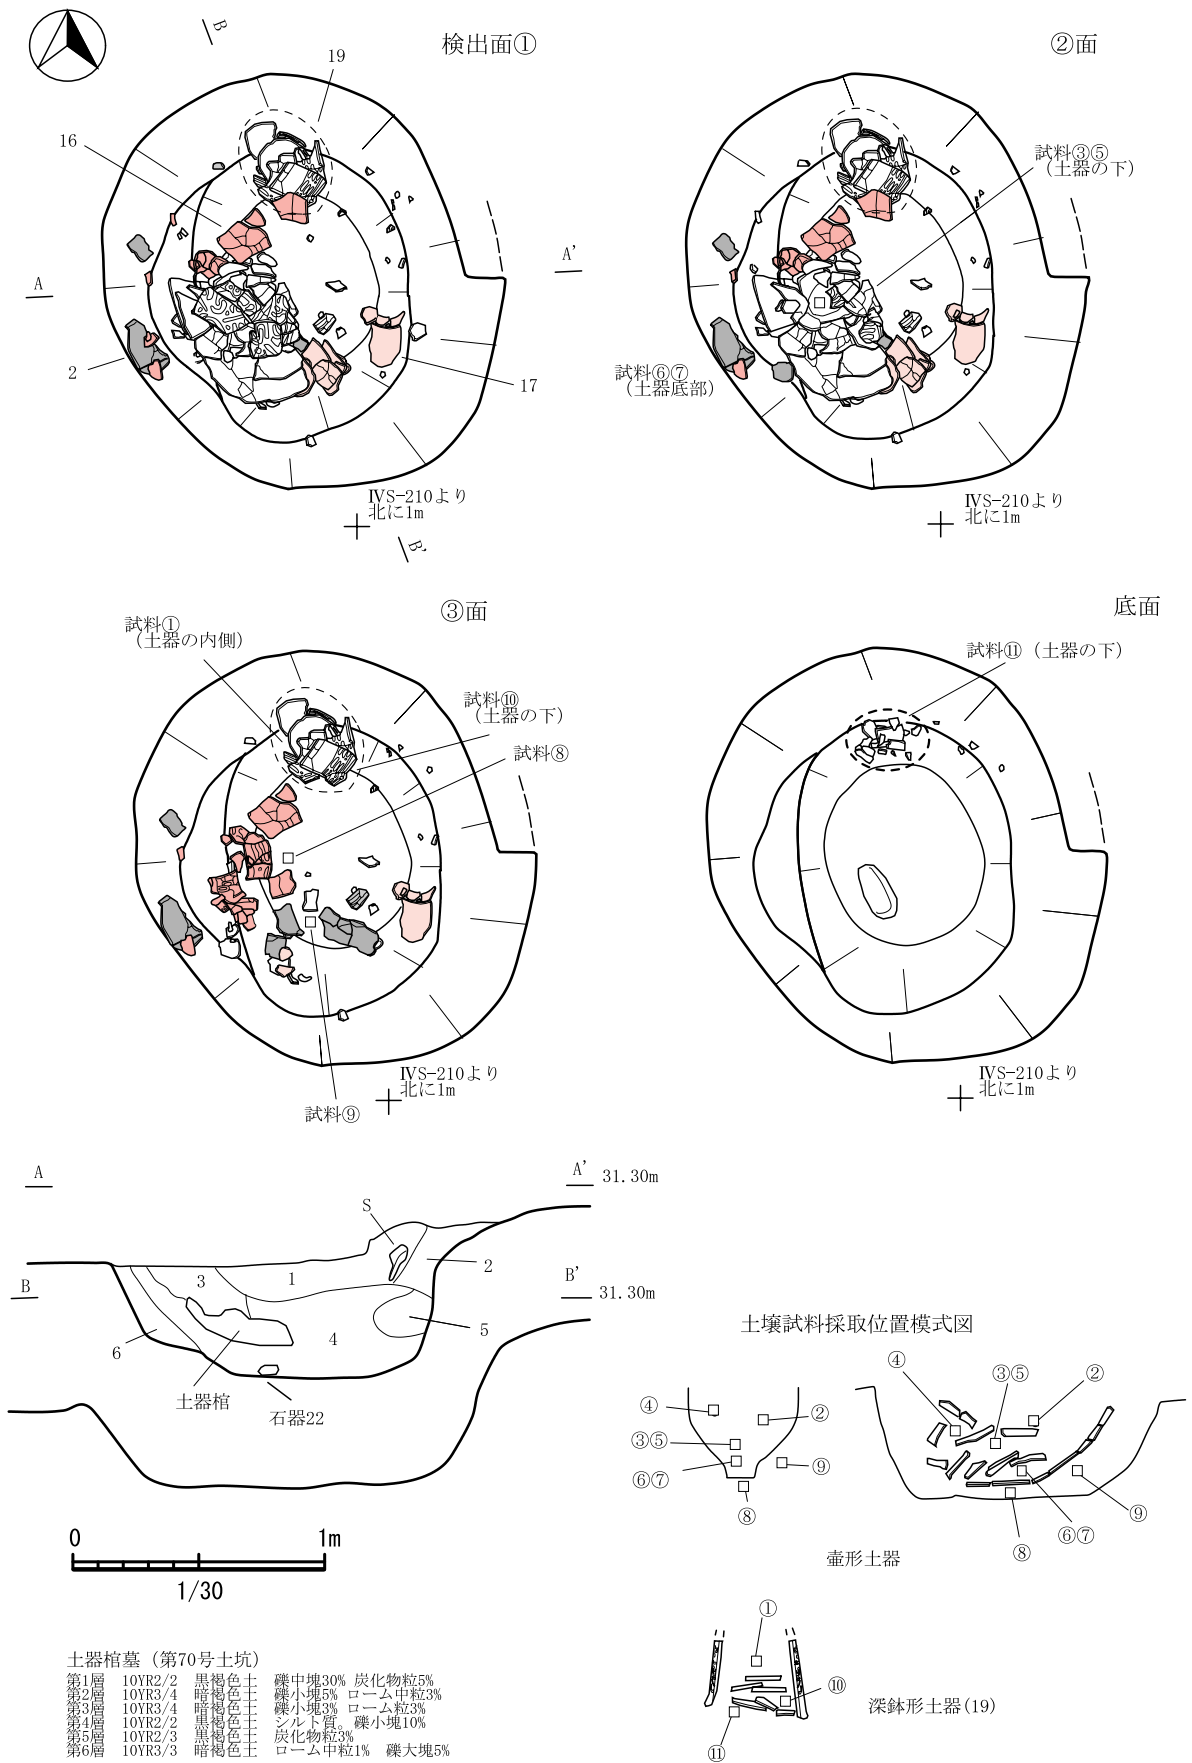 検出面①
②面
B
19
16
A
A'
2
17
ⅣS-210より
北に1m
B'
試料③⑤
(土器の下)
試料⑥⑦
(土器底部)
ⅣS-210より
北に1m
③面
底面
試料①
(土器の内側)
試料⑩
(土器の下)
試料⑧
試料⑨
ⅣS-210より
北に1m
試料⑪(土器の下)
ⅣS-210より
北に1m
A
A' 31.30m
S
3
1
2
B
B' 31.30m
6
4
5
土器棺
石器22
0
1m
1/30
土壌試料採取位置模式図
④
②
③⑤
⑥⑦
⑨
⑧
④
③⑤
②
⑨
⑥⑦
⑧
壷形土器
①
⑩
⑪
深鉢形土器(19)
土器棺墓(第70号土坑)
第1層 10YR2/2 黒褐色土 礫中塊30% 炭化物粒5%
第2層 10YR3/4 暗褐色土 礫小塊5% ローム中粒3%
第3層 10YR3/4 暗褐色土 礫小塊3% ローム粒3%
第4層 10YR2/2 黒褐色土 シルト質。礫小塊10%
第5層 10YR2/3 黒褐色土 炭化物粒3%
第6層 10YR3/3 暗褐色土 ローム中粒1% 礫大塊5%